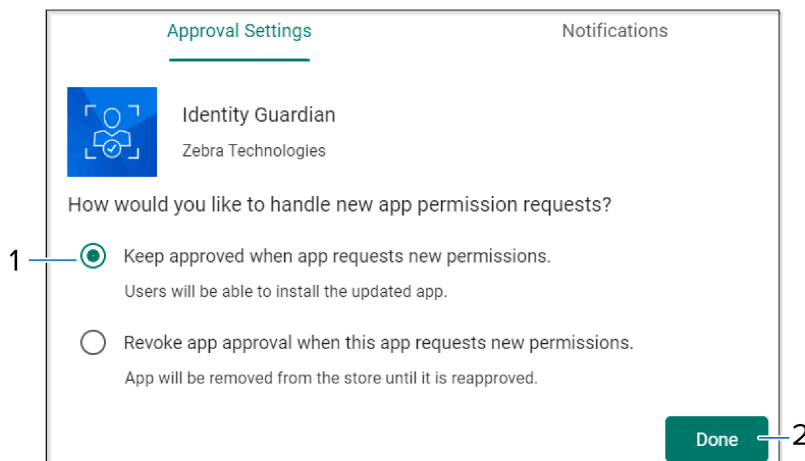 Approval Settings
Notifications
Identity Guardian
Zebra Technologies
How would you like to handle new app permission requests?
1
Keep approved when app requests new permissions.
Users will be able to install the updated app.
Revoke app approval when this app requests new permissions.
App will be removed from the store until it is reapproved.
Done
2